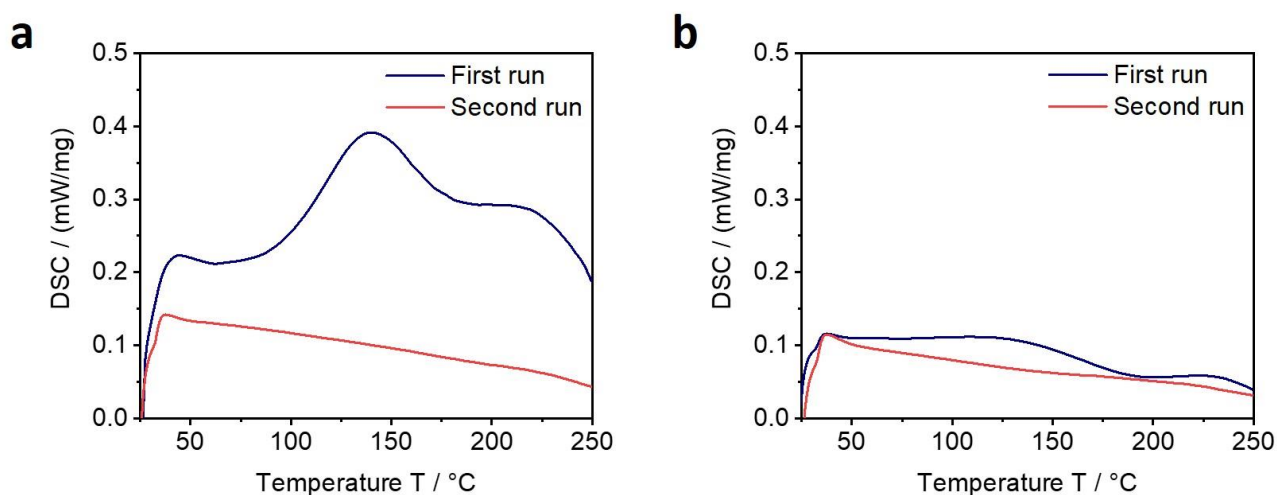 a
0.5
0.4
0.3
0.2
0.1
0.0
DSC / (mW/mg)
First run
Second run
50 100 150 200 250
Temperature T / °C
b
0.5
0.4
0.3
0.2
0.1
0.0
DSC / (mW/mg)
First run
Second run
50 100 150 200 250
Temperature T / °C